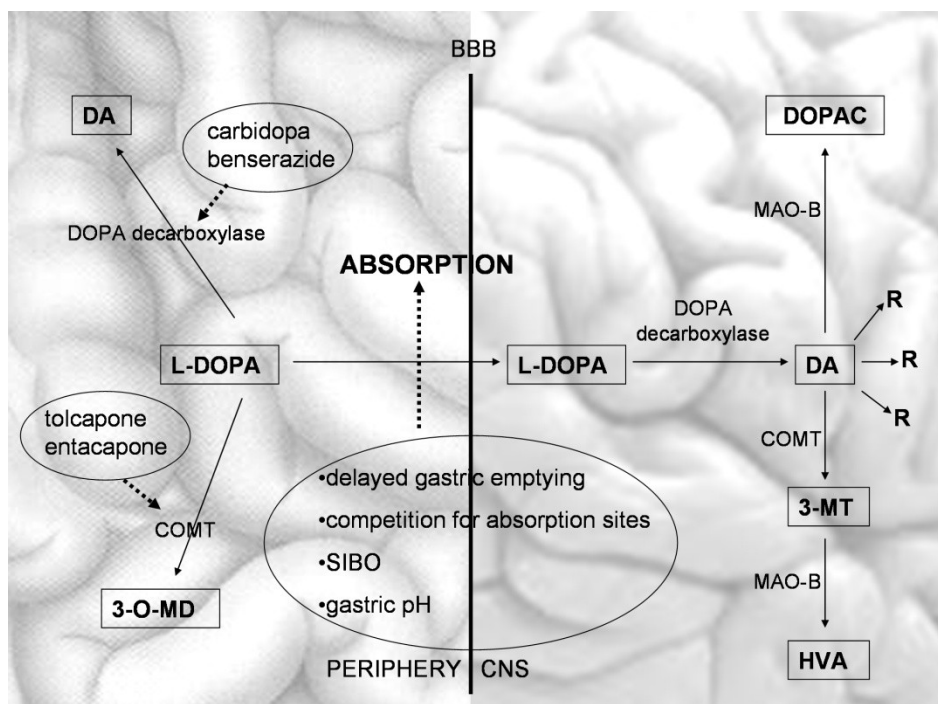 BBB
DA
carbidopa
benserazide
DOPA decarboxylase
ABSORPTION
L-DOPA
tolcapone
entacapone
COMT
3-O-MD
•delayed gastric emptying
•competition for absorption sites
•SIBO
•gastric pH
PERIPHERY
CNS
DOPAC
MAO-B
DOPA
decarboxylase
L-DOPA
DA
R
R
R
COMT
3-MT
MAO-B
HVA